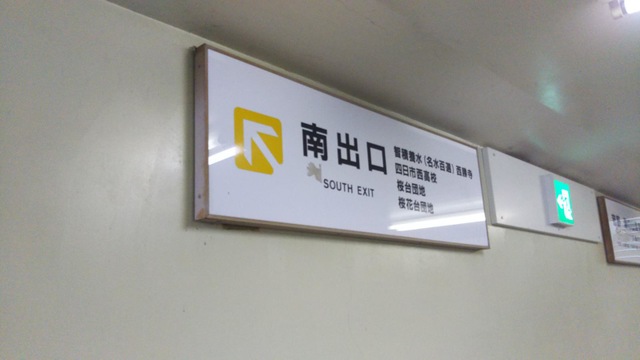 南出口
SOUTH EXIT
智積養水(名水百選)西勝寺
四日市西高校
桜台団地
桜花台団地